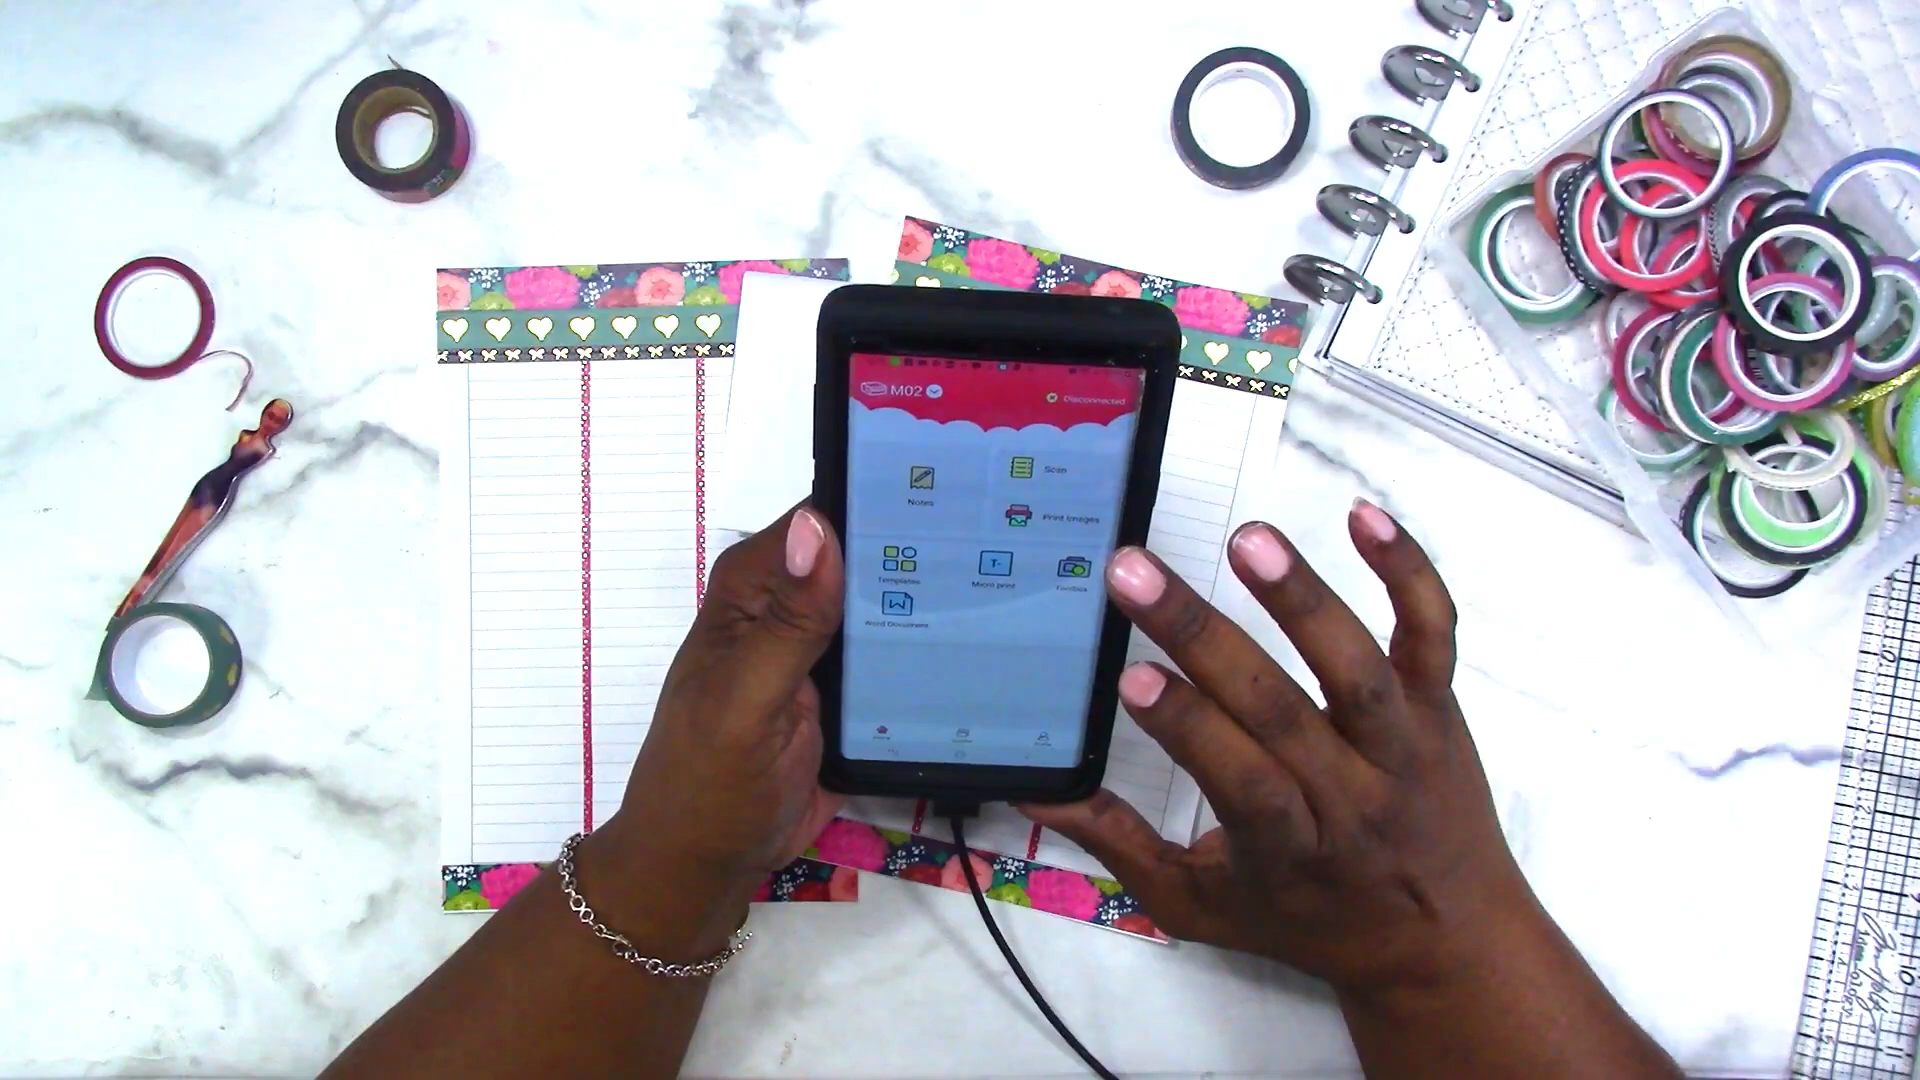 M02
Disconnected
Notes
Scan
Print Images
Templates
Micro print
Toolbox
Word Document